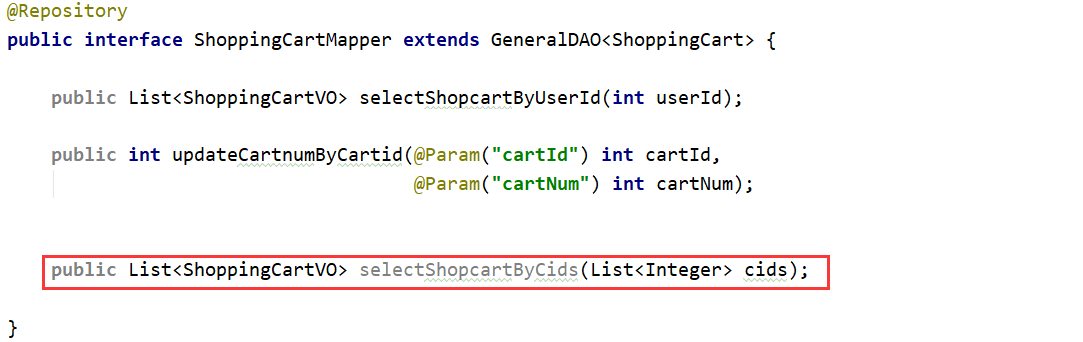 @Repository
public interface ShoppingCartMapper extends GeneralDAO<ShoppingCart> {
public List<ShoppingCartVO> selectShopcartByUserId(int userId);
public int updateCartnumByCartid(@Param("cartId") int cartId,
@Param("cartNum") int cartNum);
public List<ShoppingCartVO> selectShopcartByCids(List<Integer> cids);
}